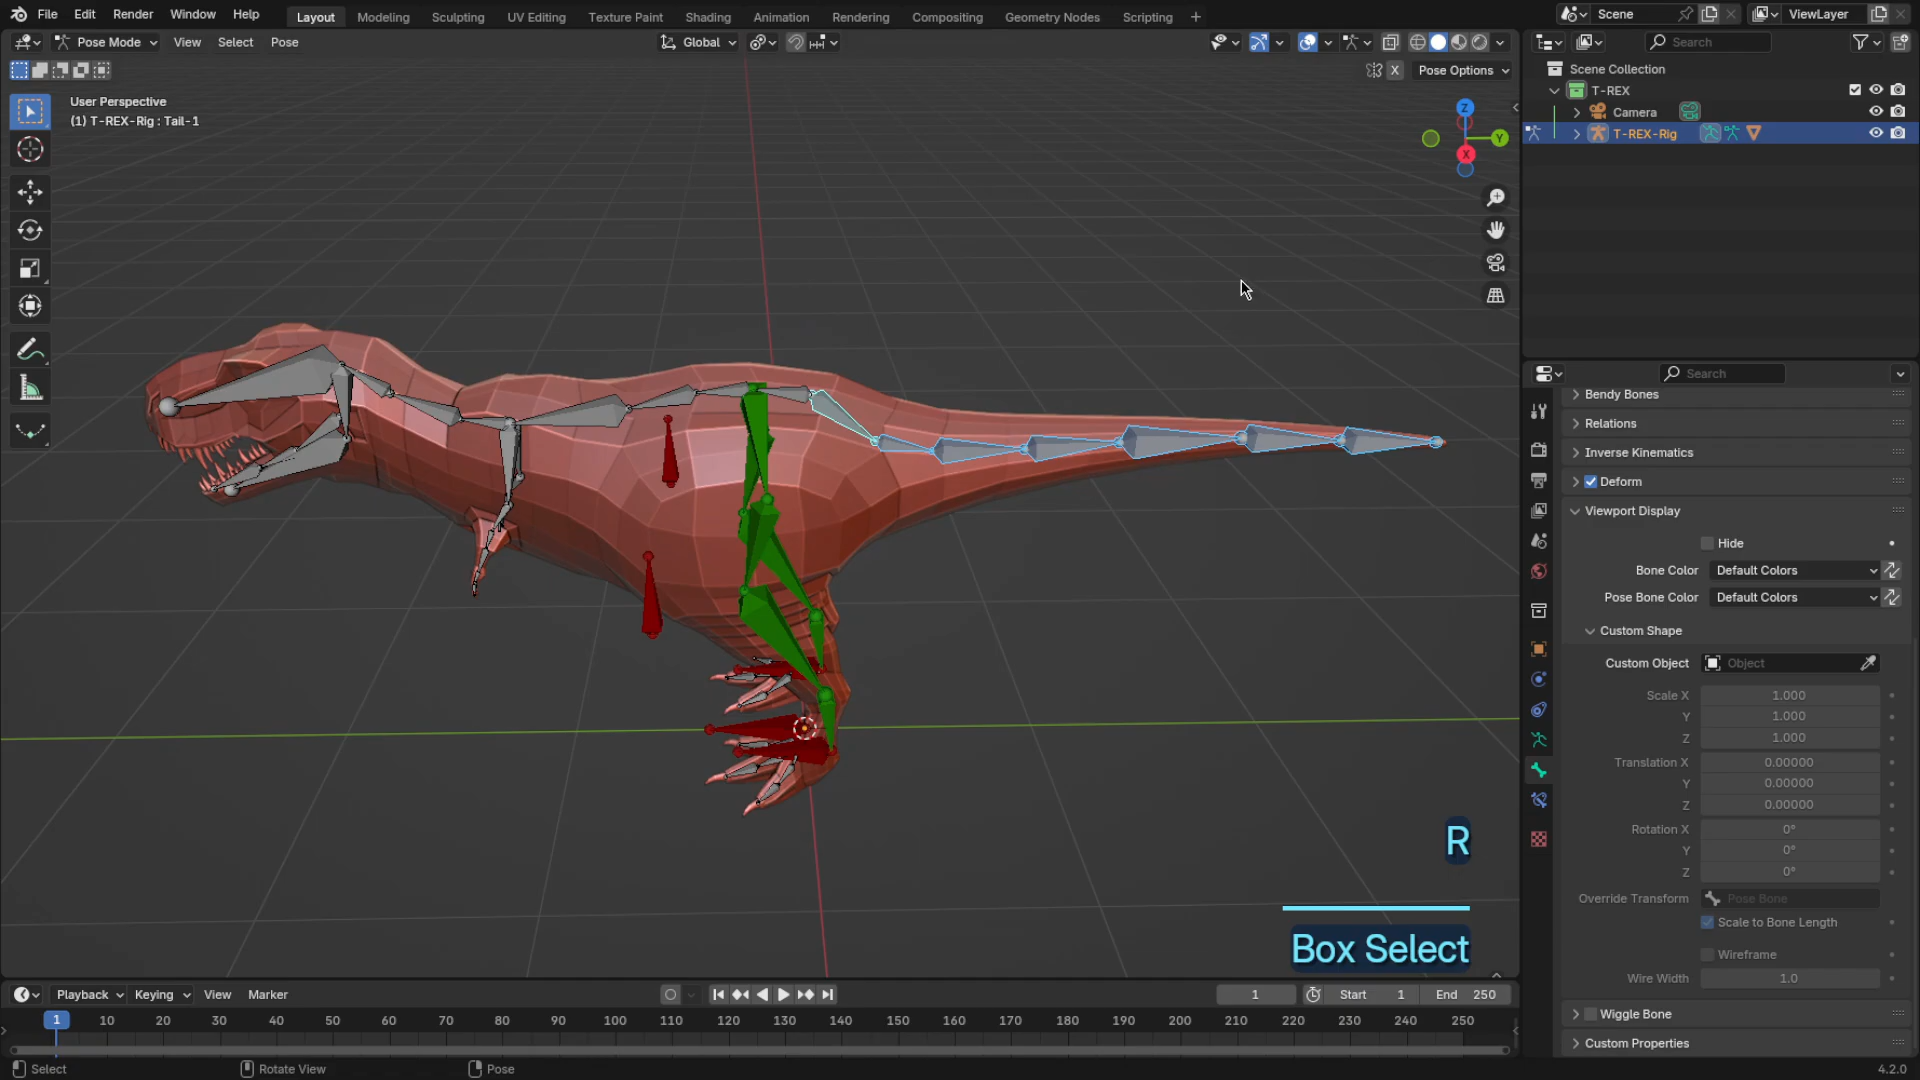 File Edit Render Window Help Layout Modeling Sculpting UV Editing Texture Paint Shading Animation Rendering Compositing Geometry Nodes Scripting + Scene ViewLayer
Pose Mode View Select Pose Global Search
X Pose Options
User Perspective
(1) T-REX-Rig : Tail-1
Z
Y
X
Scene Collection
T-REX
Camera
T-REX-Rig
Search
Bendy Bones
Relations
Inverse Kinematics
Deform
Viewport Display
Hide
Bone Color Default Colors
Pose Bone Color Default Colors
Custom Shape
Custom Object Object
Scale X 1.000
Y 1.000
Z 1.000
Translation X 0.00000
Y 0.00000
Z 0.00000
Rotation X 0°
Y 0°
Z 0°
Override Transform Pose Bone
Scale to Bone Length
Wireframe
Wire Width 1.0
Wiggle Bone
Custom Properties
R
Box Select
Playback Keying View Marker 1 Start 1 End 250
1 10 20 30 40 50 60 70 80 90 100 110 120 130 140 150 160 170 180 190 200 210 220 230 240 250
Select Rotate View Pose 4.2.0